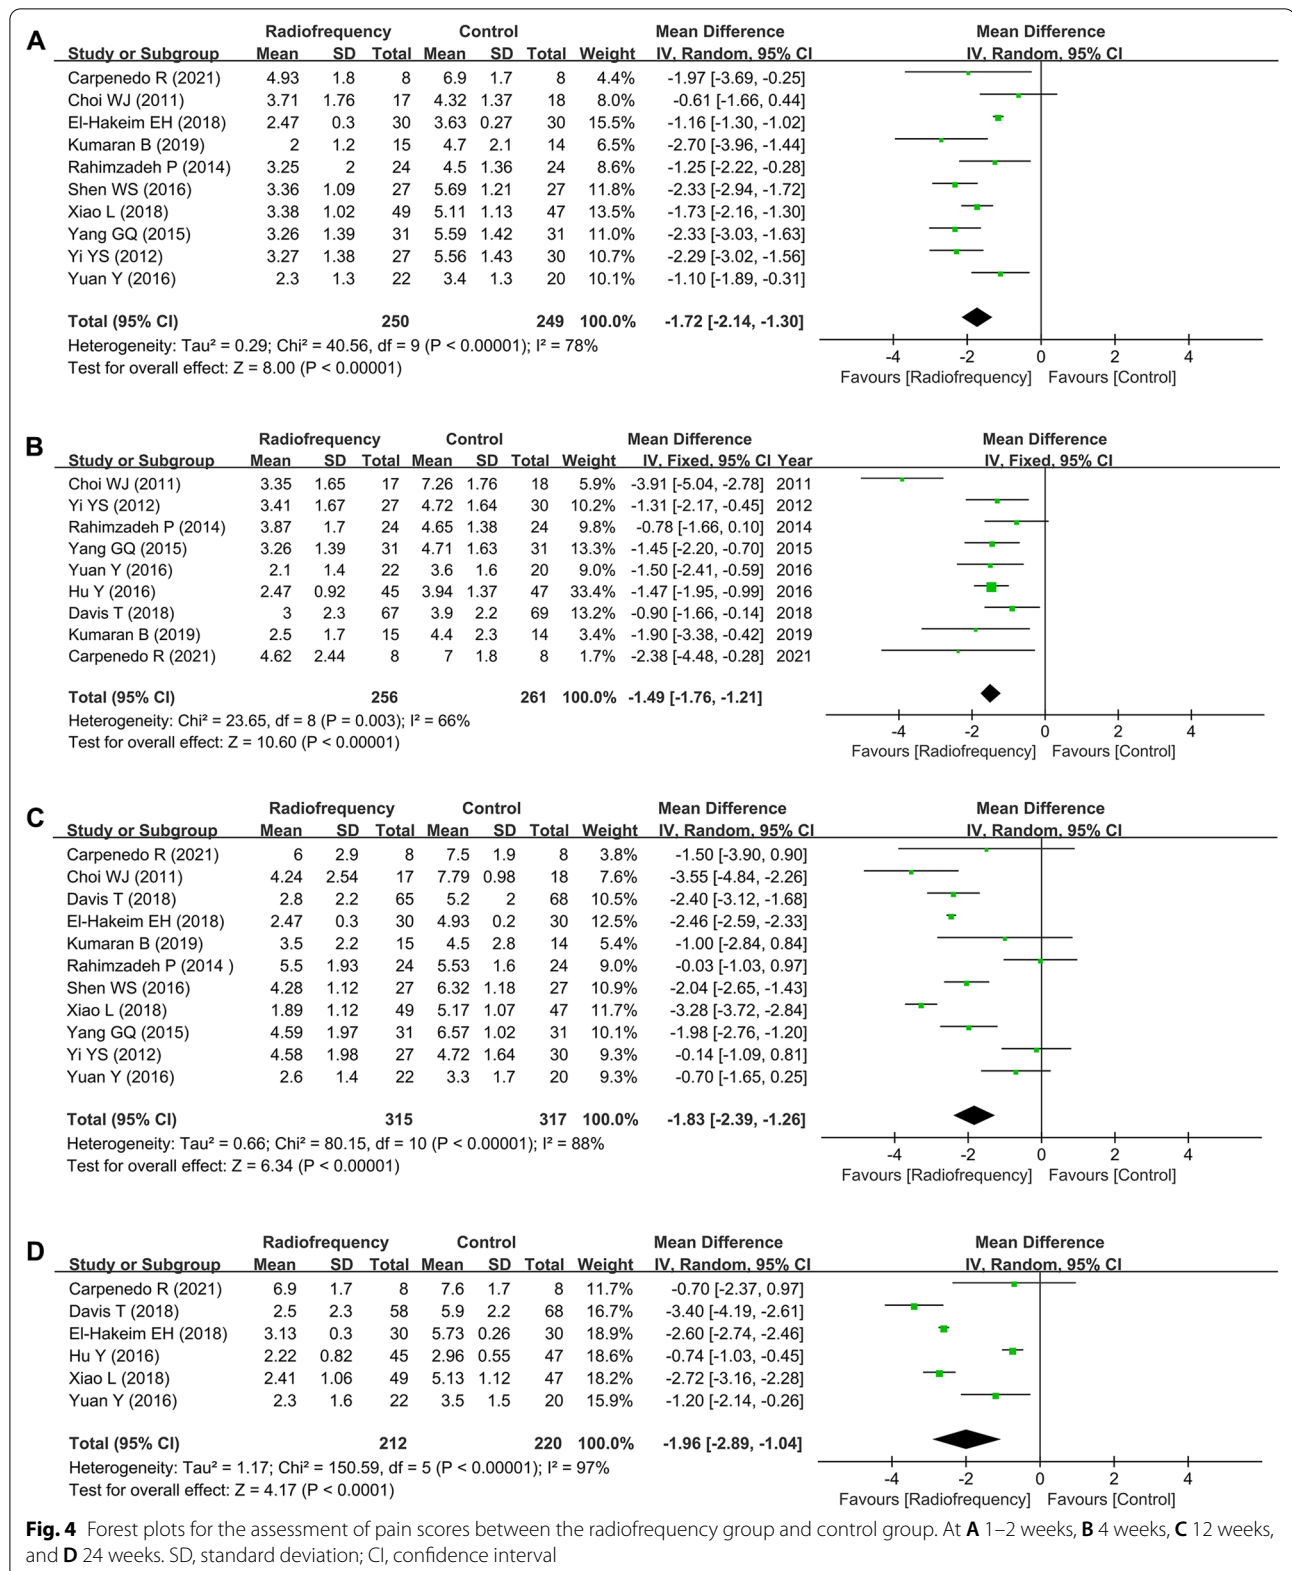 A
Radiofrequency Control Mean Difference Mean Difference
Study or Subgroup Mean SD Total Mean SD Total Weight IV, Random, 95% CI IV, Random, 95% CI
Carpenedo R (2021) 4.93 1.8 8 6.9 1.7 8 4.4% -1.97 [-3.69, -0.25]
Choi WJ (2011) 3.71 1.76 17 4.32 1.37 18 8.0% -0.61 [-1.66, 0.44]
El-Hakeim EH (2018) 2.47 0.3 30 3.63 0.27 30 15.5% -1.16 [-1.30, -1.02]
Kumaran B (2019) 2 1.2 15 4.7 2.1 14 6.5% -2.70 [-3.96, -1.44]
Rahimzadeh P (2014) 3.25 2 24 4.5 1.36 24 8.6% -1.25 [-2.22, -0.28]
Shen WS (2016) 3.36 1.09 27 5.69 1.21 27 11.8% -2.33 [-2.94, -1.72]
Xiao L (2018) 3.38 1.02 49 5.11 1.13 47 13.5% -1.73 [-2.16, -1.30]
Yang GQ (2015) 3.26 1.39 31 5.59 1.42 31 11.0% -2.33 [-3.03, -1.63]
Yi YS (2012) 3.27 1.38 27 5.56 1.43 30 10.7% -2.29 [-3.02, -1.56]
Yuan Y (2016) 2.3 1.3 22 3.4 1.3 20 10.1% -1.10 [-1.89, -0.31]
Total (95% CI) 250 249 100.0% -1.72 [-2.14, -1.30]
Heterogeneity: Tau² = 0.29; Chi² = 40.56, df = 9 (P < 0.00001); I² = 78%
Test for overall effect: Z = 8.00 (P < 0.00001)
-4 -2 0 2 4
Favours [Radiofrequency] Favours [Control]
B
Radiofrequency Control Mean Difference Mean Difference
Study or Subgroup Mean SD Total Mean SD Total Weight IV, Fixed, 95% CI Year IV, Fixed, 95% CI
Choi WJ (2011) 3.35 1.65 17 7.26 1.76 18 5.9% -3.91 [-5.04, -2.78] 2011
Yi YS (2012) 3.41 1.67 27 4.72 1.64 30 10.2% -1.31 [-2.17, -0.45] 2012
Rahimzadeh P (2014) 3.87 1.7 24 4.65 1.38 24 9.8% -0.78 [-1.66, 0.10] 2014
Yang GQ (2015) 3.26 1.39 31 4.71 1.63 31 13.3% -1.45 [-2.20, -0.70] 2015
Yuan Y (2016) 2.1 1.4 22 3.6 1.6 20 9.0% -1.50 [-2.41, -0.59] 2016
Hu Y (2016) 2.47 0.92 45 3.94 1.37 47 33.4% -1.47 [-1.95, -0.99] 2016
Davis T (2018) 3 2.3 67 3.9 2.2 69 13.2% -0.90 [-1.66, -0.14] 2018
Kumaran B (2019) 2.5 1.7 15 4.4 2.3 14 3.4% -1.90 [-3.38, -0.42] 2019
Carpenedo R (2021) 4.62 2.44 8 7 1.8 8 1.7% -2.38 [-4.48, -0.28] 2021
Total (95% CI) 256 261 100.0% -1.49 [-1.76, -1.21]
Heterogeneity: Chi² = 23.65, df = 8 (P = 0.003); I² = 66%
Test for overall effect: Z = 10.60 (P < 0.00001)
-4 -2 0 2 4
Favours [Radiofrequency] Favours [Control]
C
Radiofrequency Control Mean Difference Mean Difference
Study or Subgroup Mean SD Total Mean SD Total Weight IV, Random, 95% CI IV, Random, 95% CI
Carpenedo R (2021) 6 2.9 8 7.5 1.9 8 3.8% -1.50 [-3.90, 0.90]
Choi WJ (2011) 4.24 2.54 17 7.79 0.98 18 7.6% -3.55 [-4.84, -2.26]
Davis T (2018) 2.8 2.2 65 5.2 2 68 10.5% -2.40 [-3.12, -1.68]
El-Hakeim EH (2018) 2.47 0.3 30 4.93 0.2 30 12.5% -2.46 [-2.59, -2.33]
Kumaran B (2019) 3.5 2.2 15 4.5 2.8 14 5.4% -1.00 [-2.84, 0.84]
Rahimzadeh P (2014 ) 5.5 1.93 24 5.53 1.6 24 9.0% -0.03 [-1.03, 0.97]
Shen WS (2016) 4.28 1.12 27 6.32 1.18 27 10.9% -2.04 [-2.65, -1.43]
Xiao L (2018) 1.89 1.12 49 5.17 1.07 47 11.7% -3.28 [-3.72, -2.84]
Yang GQ (2015) 4.59 1.97 31 6.57 1.02 31 10.1% -1.98 [-2.76, -1.20]
Yi YS (2012) 4.58 1.98 27 4.72 1.64 30 9.3% -0.14 [-1.09, 0.81]
Yuan Y (2016) 2.6 1.4 22 3.3 1.7 20 9.3% -0.70 [-1.65, 0.25]
Total (95% CI) 315 317 100.0% -1.83 [-2.39, -1.26]
Heterogeneity: Tau² = 0.66; Chi² = 80.15, df = 10 (P < 0.00001); I² = 88%
Test for overall effect: Z = 6.34 (P < 0.00001)
-4 -2 0 2 4
Favours [Radiofrequency] Favours [Control]
D
Radiofrequency Control Mean Difference Mean Difference
Study or Subgroup Mean SD Total Mean SD Total Weight IV, Random, 95% CI IV, Random, 95% CI
Carpenedo R (2021) 6.9 1.7 8 7.6 1.7 8 11.7% -0.70 [-2.37, 0.97]
Davis T (2018) 2.5 2.3 58 5.9 2.2 68 16.7% -3.40 [-4.19, -2.61]
El-Hakeim EH (2018) 3.13 0.3 30 5.73 0.26 30 18.9% -2.60 [-2.74, -2.46]
Hu Y (2016) 2.22 0.82 45 2.96 0.55 47 18.6% -0.74 [-1.03, -0.45]
Xiao L (2018) 2.41 1.06 49 5.13 1.12 47 18.2% -2.72 [-3.16, -2.28]
Yuan Y (2016) 2.3 1.6 22 3.5 1.5 20 15.9% -1.20 [-2.14, -0.26]
Total (95% CI) 212 220 100.0% -1.96 [-2.89, -1.04]
Heterogeneity: Tau² = 1.17; Chi² = 150.59, df = 5 (P < 0.00001); I² = 97%
Test for overall effect: Z = 4.17 (P < 0.0001)
-4 -2 0 2 4
Favours [Radiofrequency] Favours [Control]
Fig. 4 Forest plots for the assessment of pain scores between the radiofrequency group and control group. At A 1–2 weeks, B 4 weeks, C 12 weeks,
and D 24 weeks. SD, standard deviation; CI, confidence interval